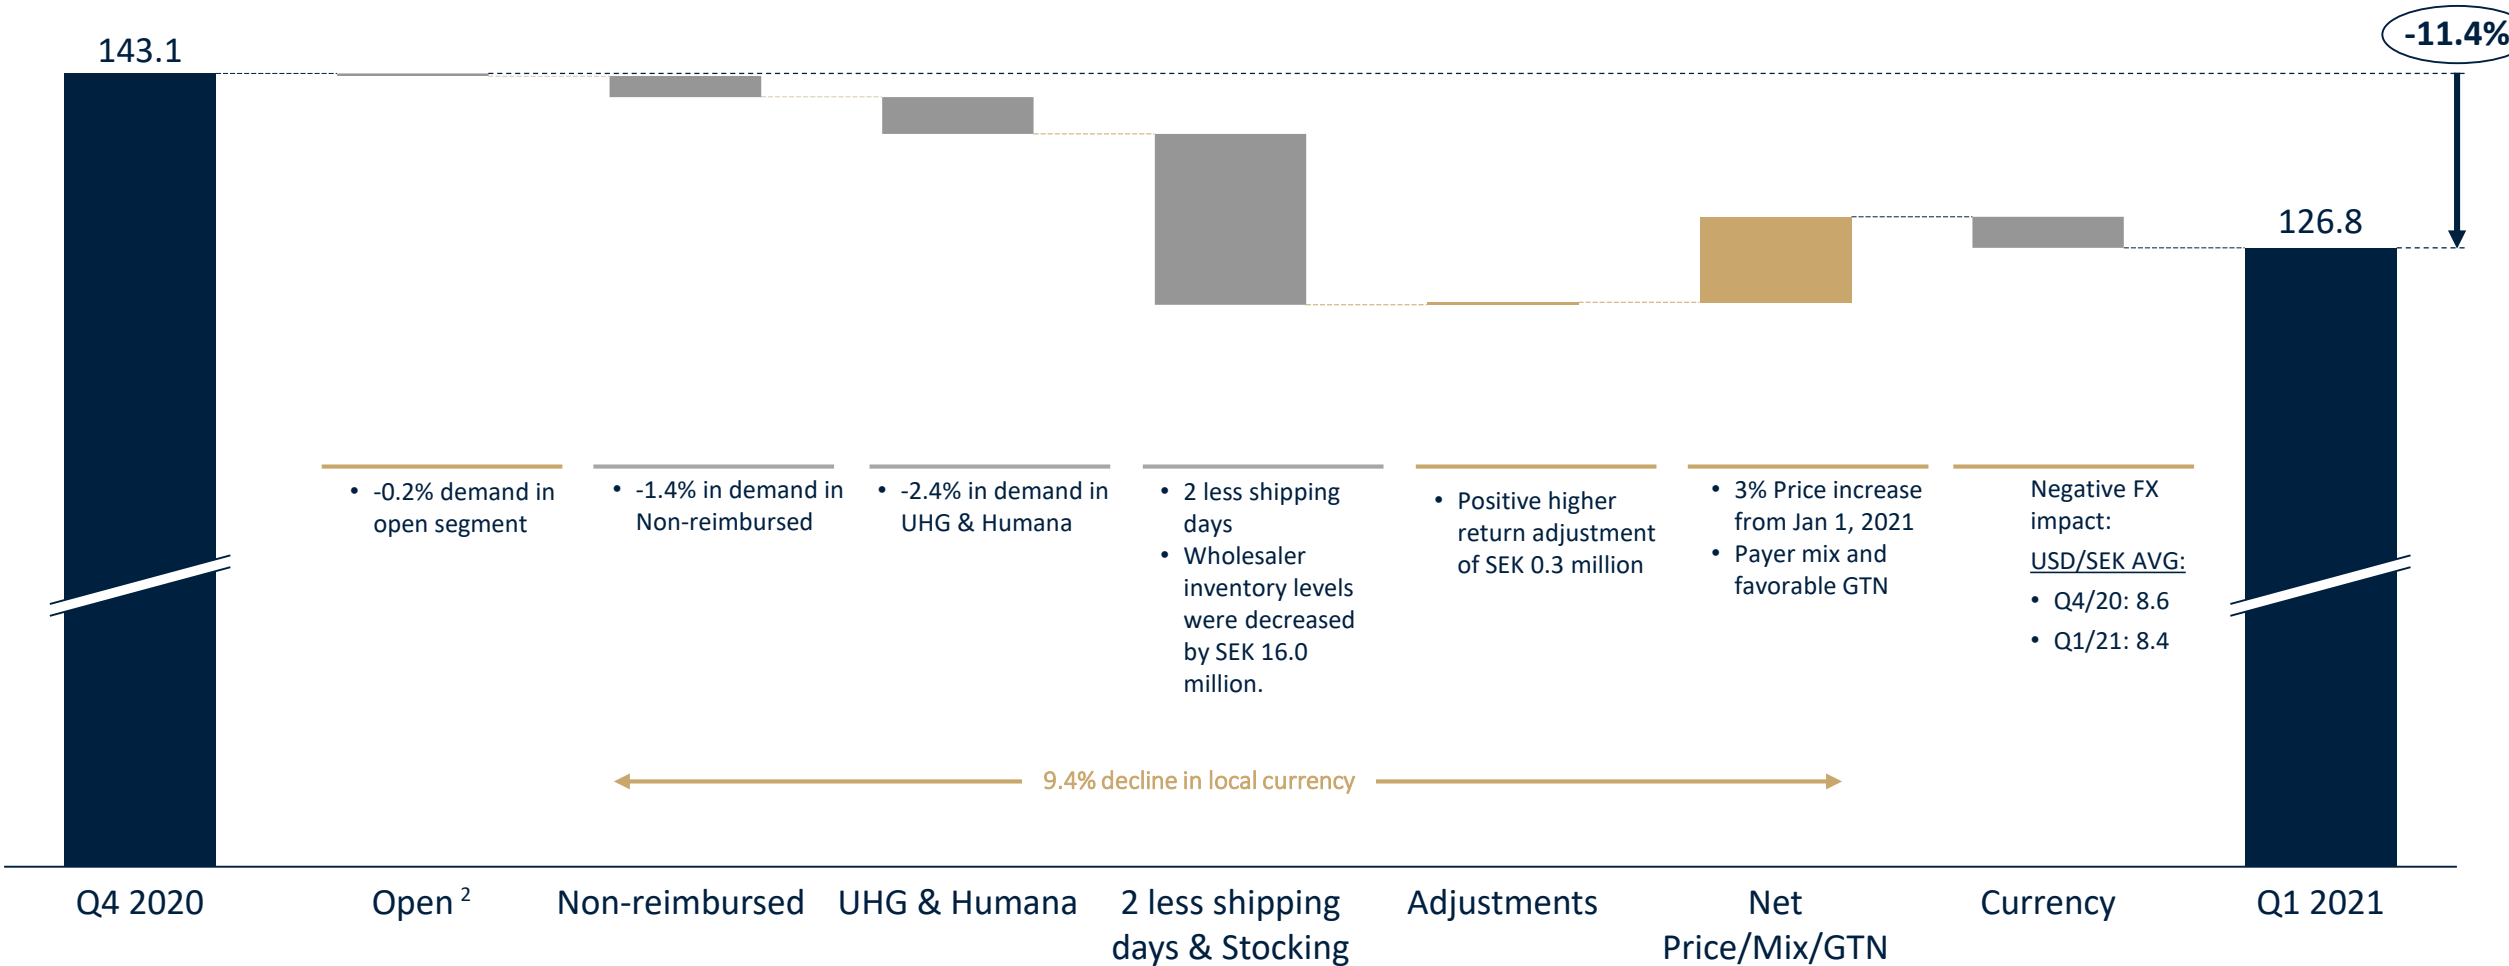 -11.4%
143.1
126.8
• -0.2% demand in
open segment
• -1.4% in demand in
Non-reimbursed
• -2.4% in demand in
UHG & Humana
• 2 less shipping
days
• Wholesaler
inventory levels
were decreased
by SEK 16.0
million.
• Positive higher
return adjustment
of SEK 0.3 million
• 3% Price increase
from Jan 1, 2021
• Payer mix and
favorable GTN
Negative FX
impact:
USD/SEK AVG:
• Q4/20: 8.6
• Q1/21: 8.4
9.4% decline in local currency
Q4 2020
Open ²
Non-reimbursed
UHG & Humana
2 less shipping
days & Stocking
Adjustments
Net
Price/Mix/GTN
Currency
Q1 2021